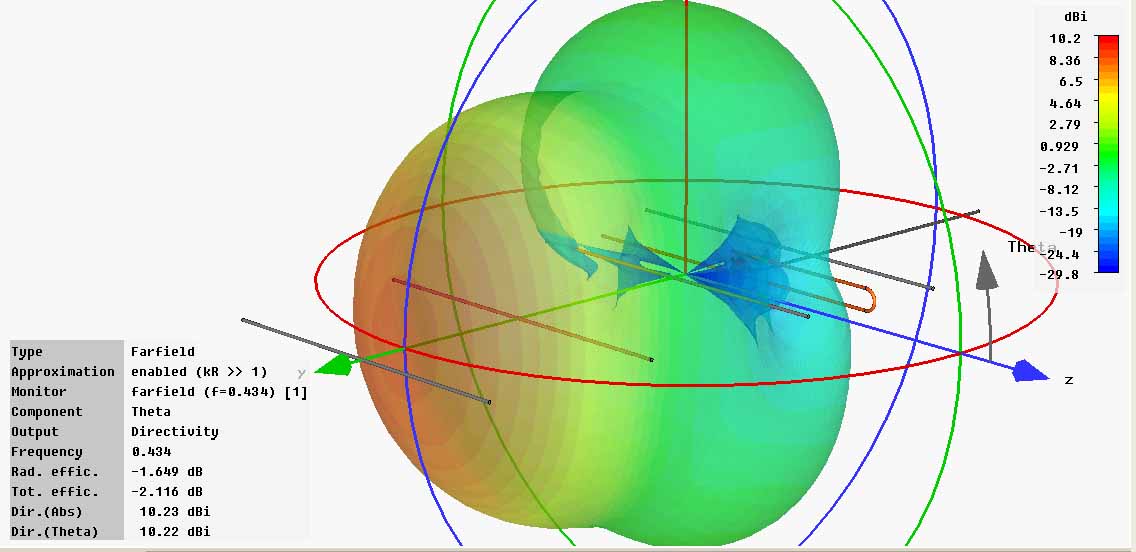 dBi
10.2
8.36
6.5
4.64
2.79
0.929
-2.71
-8.12
-13.5
-19
-24.4
-29.8
Theta
y
z
Type Farfield
Approximation enabled (kR >> 1)
Monitor farfield (f=0.434) [1]
Component Theta
Output Directivity
Frequency 0.434
Rad. effic. -1.649 dB
Tot. effic. -2.116 dB
Dir.(Abs) 10.23 dBi
Dir.(Theta) 10.22 dBi